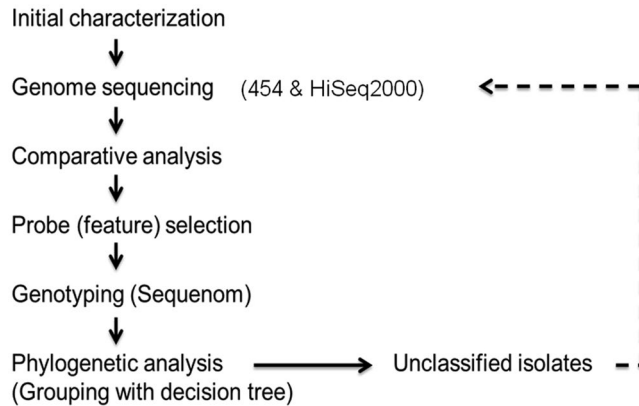 Initial characterization
Genome sequencing (454 & HiSeq2000)
Comparative analysis
Probe (feature) selection
Genotyping (Sequenom)
Phylogenetic analysis
(Grouping with decision tree)
Unclassified isolates